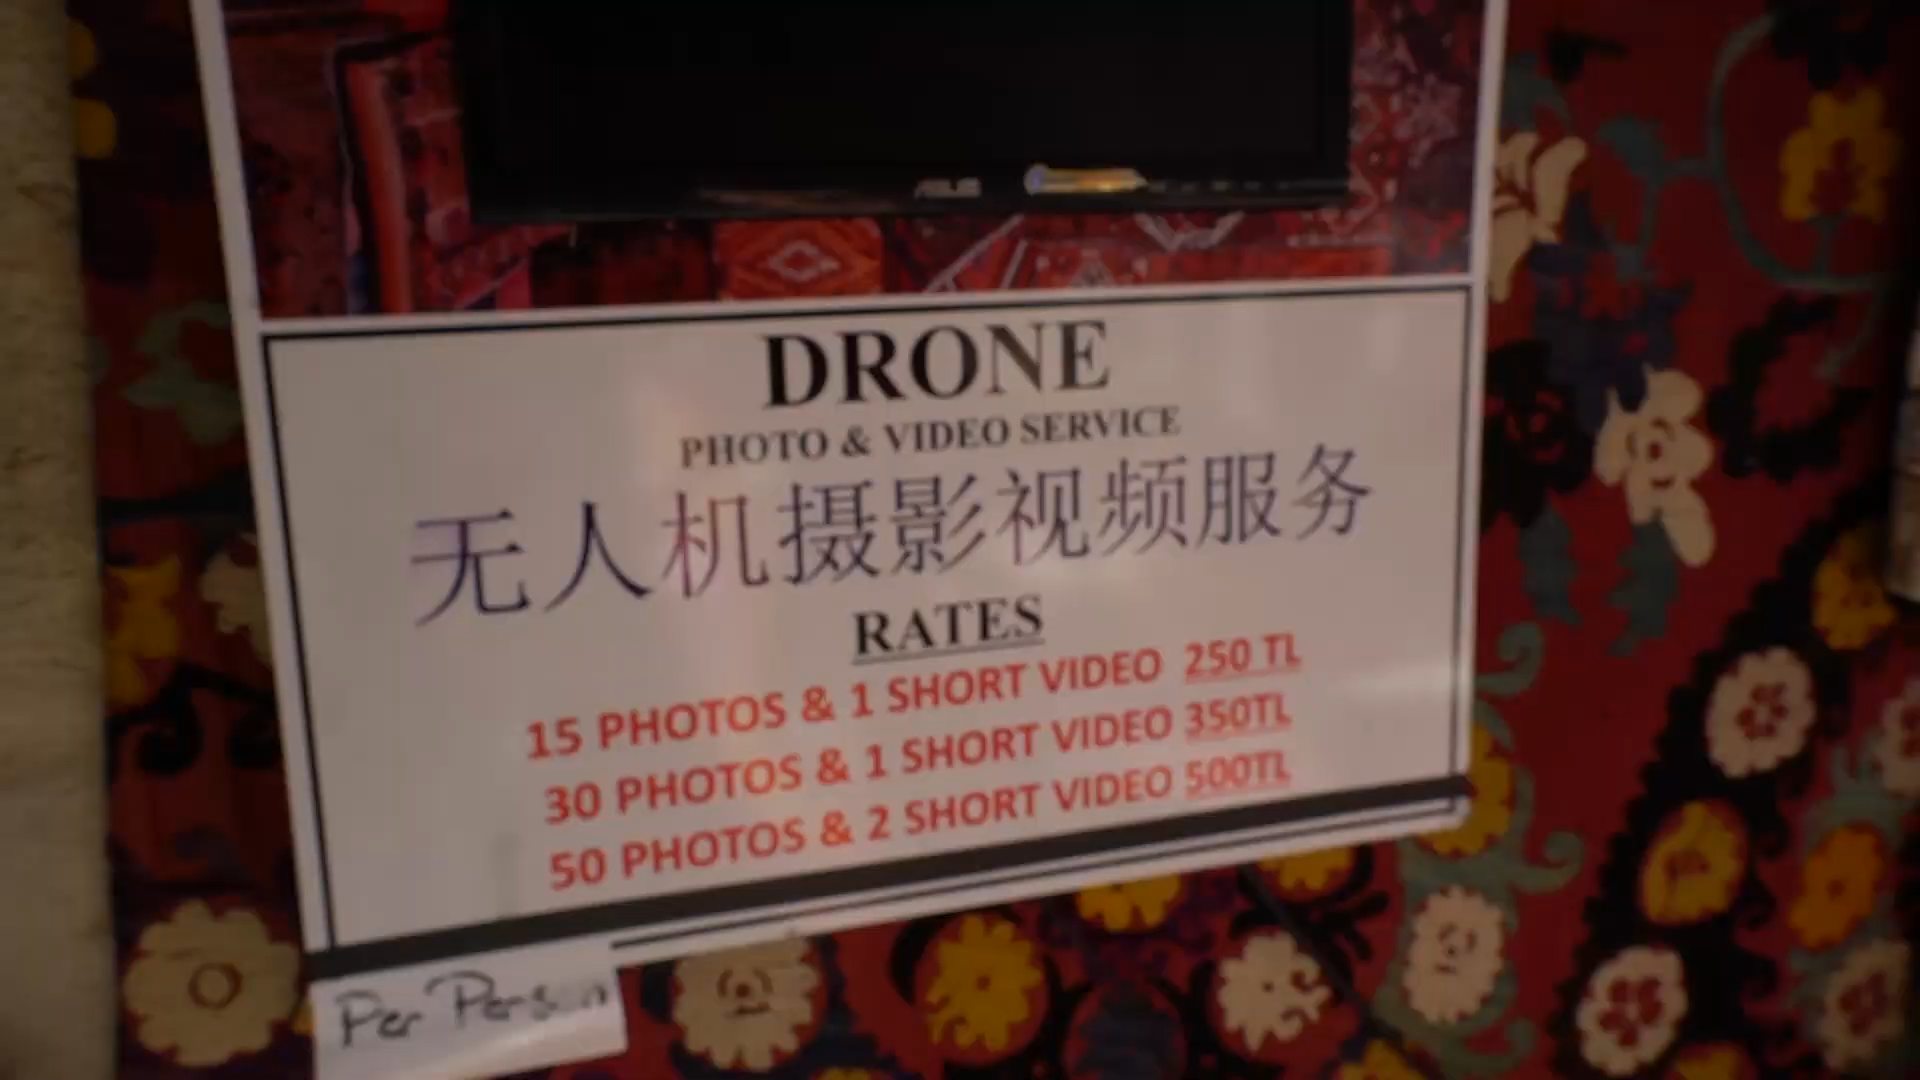 ASUS
DRONE
PHOTO & VIDEO SERVICE
无人机摄影视频服务
RATES
15 PHOTOS & 1 SHORT VIDEO 250 TL
30 PHOTOS & 1 SHORT VIDEO 350TL
50 PHOTOS & 2 SHORT VIDEO 500TL
Per Person